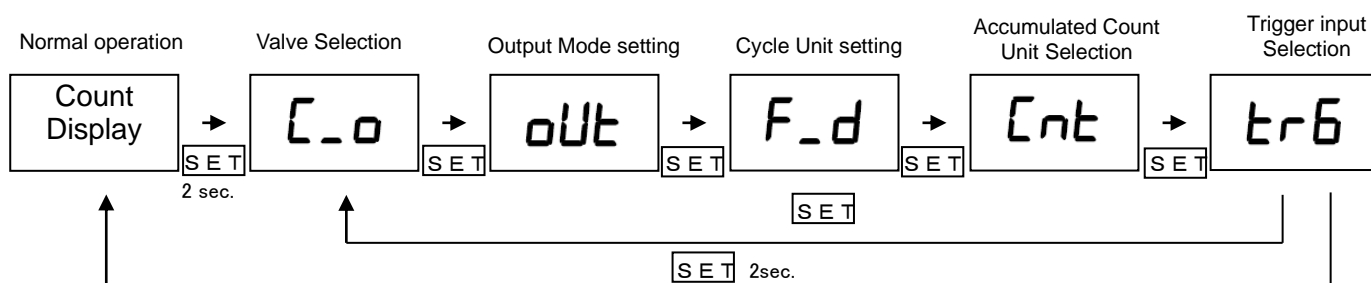 Normal operation
Valve Selection
Output Mode setting
Cycle Unit setting
Accumulated Count
Unit Selection
Trigger input
Selection
Count
Display
C_o
oUt
F_d
Cnt
trG
SET
2 sec.
SET
SET
SET
SET
SET
SET 2sec.